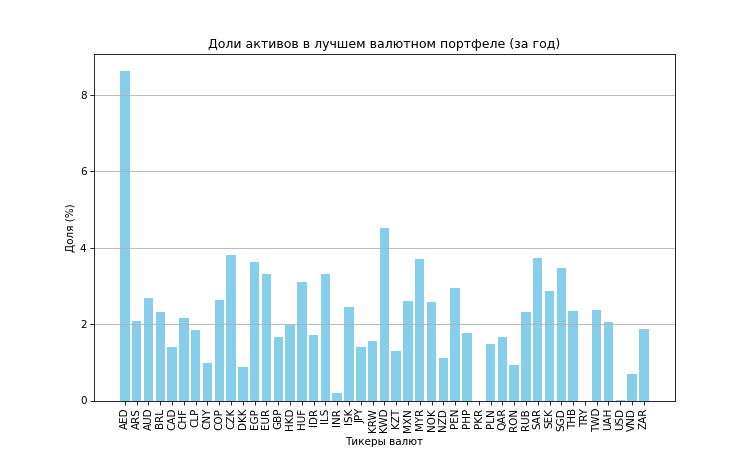 Доли активов в лучшем валютном портфеле (за год)
Доля (%)
8
6
4
2
0
AED ARS AUD BRL CAD CHF CLP CNY COP CZK DKK EGP EUR GBP HKD HUF IDR ILS INR ISK JPY KRW KWD KZT MXN MYR NOK NZD PEN PHP PKR PLN QAR RON RUB SAR SEK SGD THB TRY TWD UAH USD VND ZAR
Тикеры валют